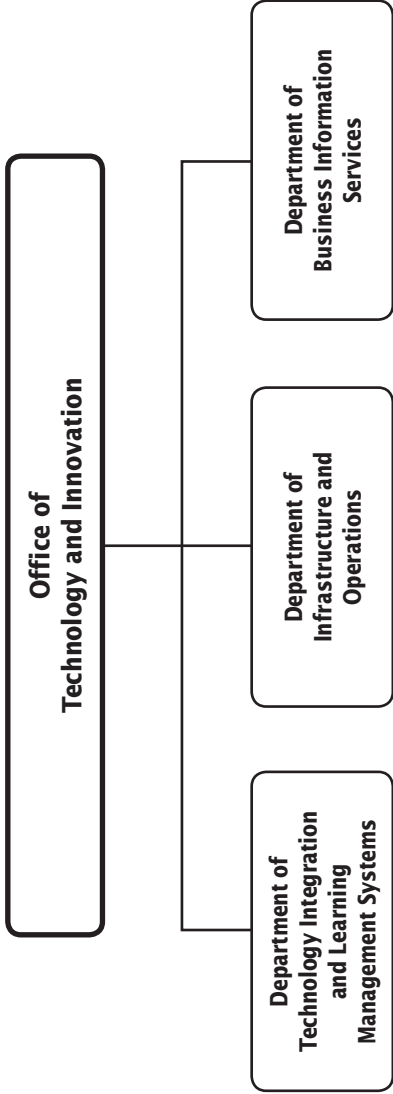 Office of
Technology and Innovation
Department of
Technology Integration
and Learning
Management Systems
Department of
Infrastructure and
Operations
Department of
Business Information
Services